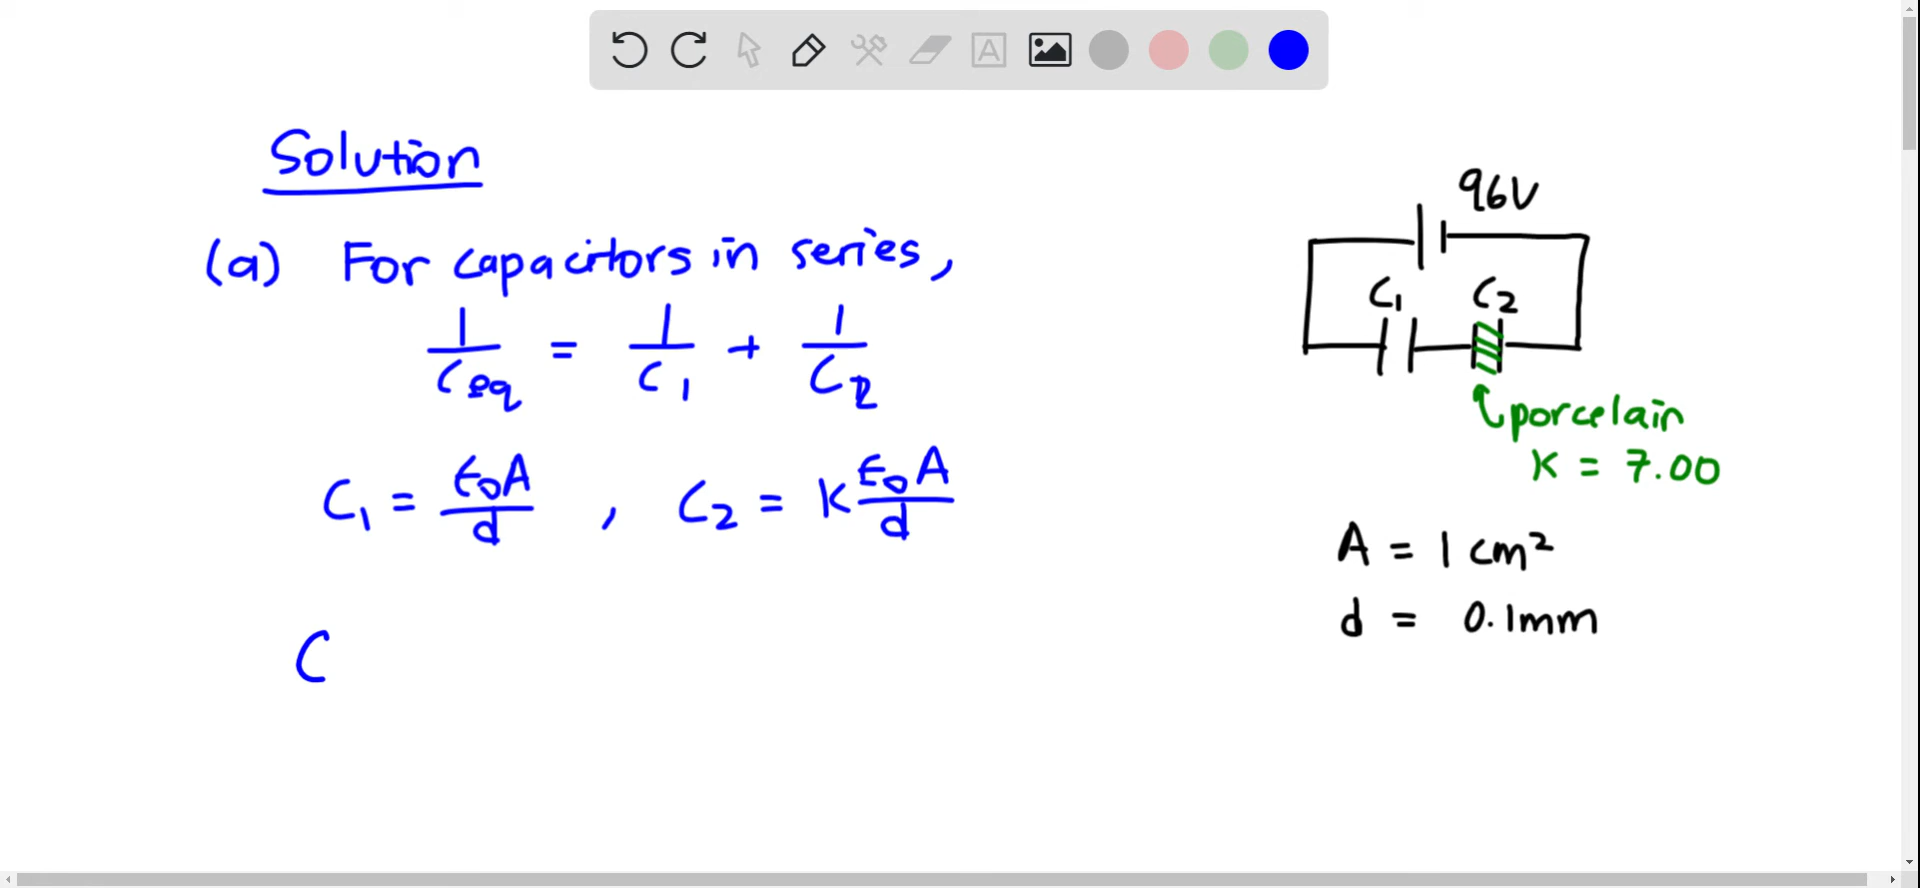 Solution
(a) For capacitors in series,
1/Ceq = 1/C1 + 1/C2
C1 = ε0A/d , C2 = K ε0A/d
C
96V
C1 C2
porcelain
K = 7.00
A = 1 cm²
d = 0.1mm
A